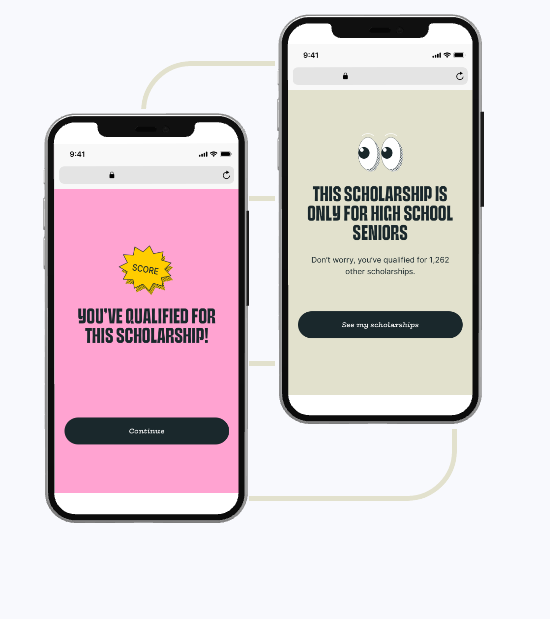 9:41
SCORE
YOU'VE QUALIFIED FOR
THIS SCHOLARSHIP!
Continue
9:41
THIS SCHOLARSHIP IS
ONLY FOR HIGH SCHOOL
SENIORS
Don't worry, you've qualified for 1,262
other scholarships.
See my scholarships